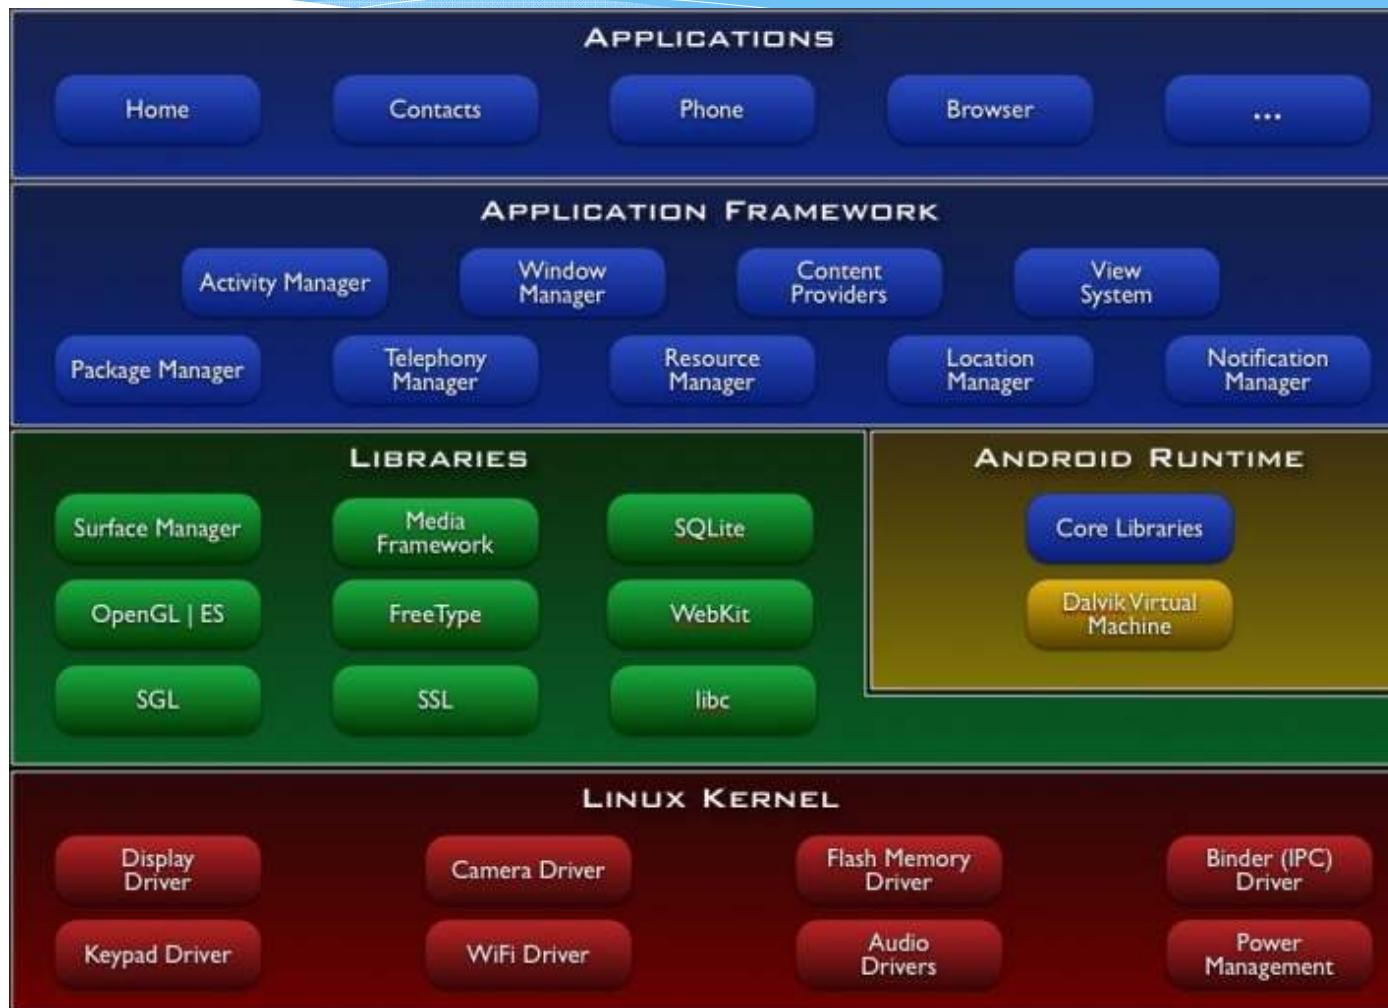 APPLICATIONS
Home
Contacts
Phone
Browser
...
APPLICATION FRAMEWORK
Activity Manager
Window
Manager
Content
Providers
View
System
Package Manager
Telephony
Manager
Resource
Manager
Location
Manager
Notification
Manager
LIBRARIES
Surface Manager
Media
Framework
SQLite
OpenGL | ES
FreeType
WebKit
SGL
SSL
libc
ANDROID RUNTIME
Core Libraries
Dalvik Virtual
Machine
LINUX KERNEL
Display
Driver
Camera Driver
Flash Memory
Driver
Binder (IPC)
Driver
Keypad Driver
WiFi Driver
Audio
Drivers
Power
Management